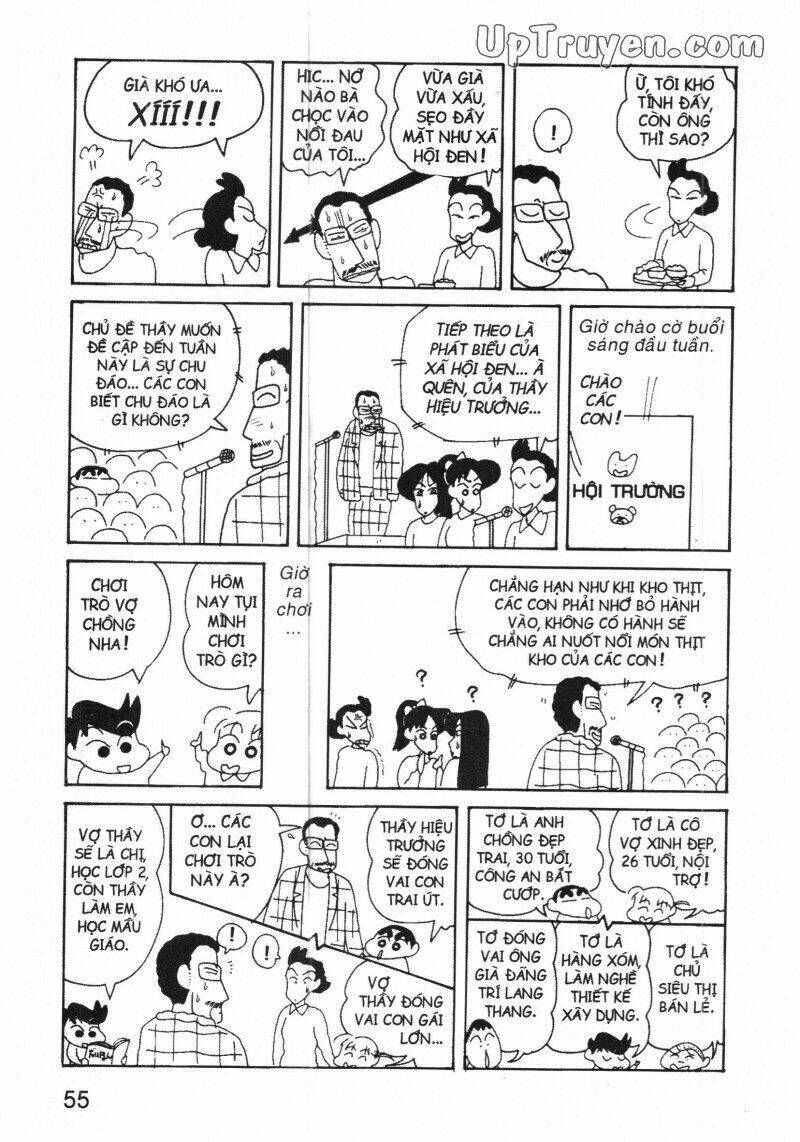 UpTruyen.com
Ừ, TÔI KHÓ
TÍNH ĐẤY,
CÒN ÔNG
THÌ SAO?
!
VỪA GIÀ
VỪA XẤU,
SẸO ĐẦY
MẶT NHƯ XÃ
HỘI ĐEN!
HIC... NỠ
NÀO BÀ
CHỌC VÀO
NỖI ĐAU
CỦA TÔI...
GIÀ KHÓ ƯA...
XÍÍÍ!!!
Giờ chào cờ buổi
sáng đầu tuần.
CHÀO
CÁC
CON!
HỘI TRƯỜNG
TIẾP THEO LÀ
PHÁT BIỂU CỦA
XÃ HỘI ĐEN... À
QUÊN, CỦA THẦY
HIỆU TRƯỞNG...
CHỦ ĐỀ THẦY MUỐN
ĐỀ CẬP ĐẾN TUẦN
NÀY LÀ SỰ CHU
ĐÁO... CÁC CON
BIẾT CHU ĐÁO LÀ
GÌ KHÔNG?
CHẲNG HẠN NHƯ KHI KHO THỊT,
CÁC CON PHẢI NHỚ BỎ HÀNH
VÀO, KHÔNG CÓ HÀNH SẼ
CHẲNG AI NUỐT NỔI MÓN THỊT
KHO CỦA CÁC CON!
? ?
? ? ?
Giờ
ra
chơi
...
HÔM
NAY TỤI
MÌNH
CHƠI
TRÒ GÌ?
CHƠI
TRÒ VỢ
CHỒNG
NHA!
TỚ LÀ CÔ
VỢ XINH ĐẸP,
26 TUỔI, NỘI
TRỢ!
TỚ LÀ ANH
CHỒNG ĐẸP
TRAI, 30 TUỔI,
CÔNG AN BẮT
CƯỚP.
TỚ LÀ
CHỦ
SIÊU THỊ
BÁN LẺ.
TỚ LÀ
HÀNG XÓM,
LÀM NGHỀ
THIẾT KẾ
XÂY DỰNG.
TỚ ĐÓNG
VAI ÔNG
GIÀ ĐÃNG
TRÍ LANG
THANG.
THẦY HIỆU
TRƯỞNG
SẼ ĐÓNG
VAI CON
TRAI ÚT.
Ơ... CÁC
CON LẠI
CHƠI TRÒ
NÀY À?
VỢ
THẦY ĐÓNG
VAI CON GÁI
LỚN...
! !
VỢ THẦY
SẼ LÀ CHỊ,
HỌC LỚP 2,
CÒN THẦY
LÀM EM,
HỌC MẪU
GIÁO.
55